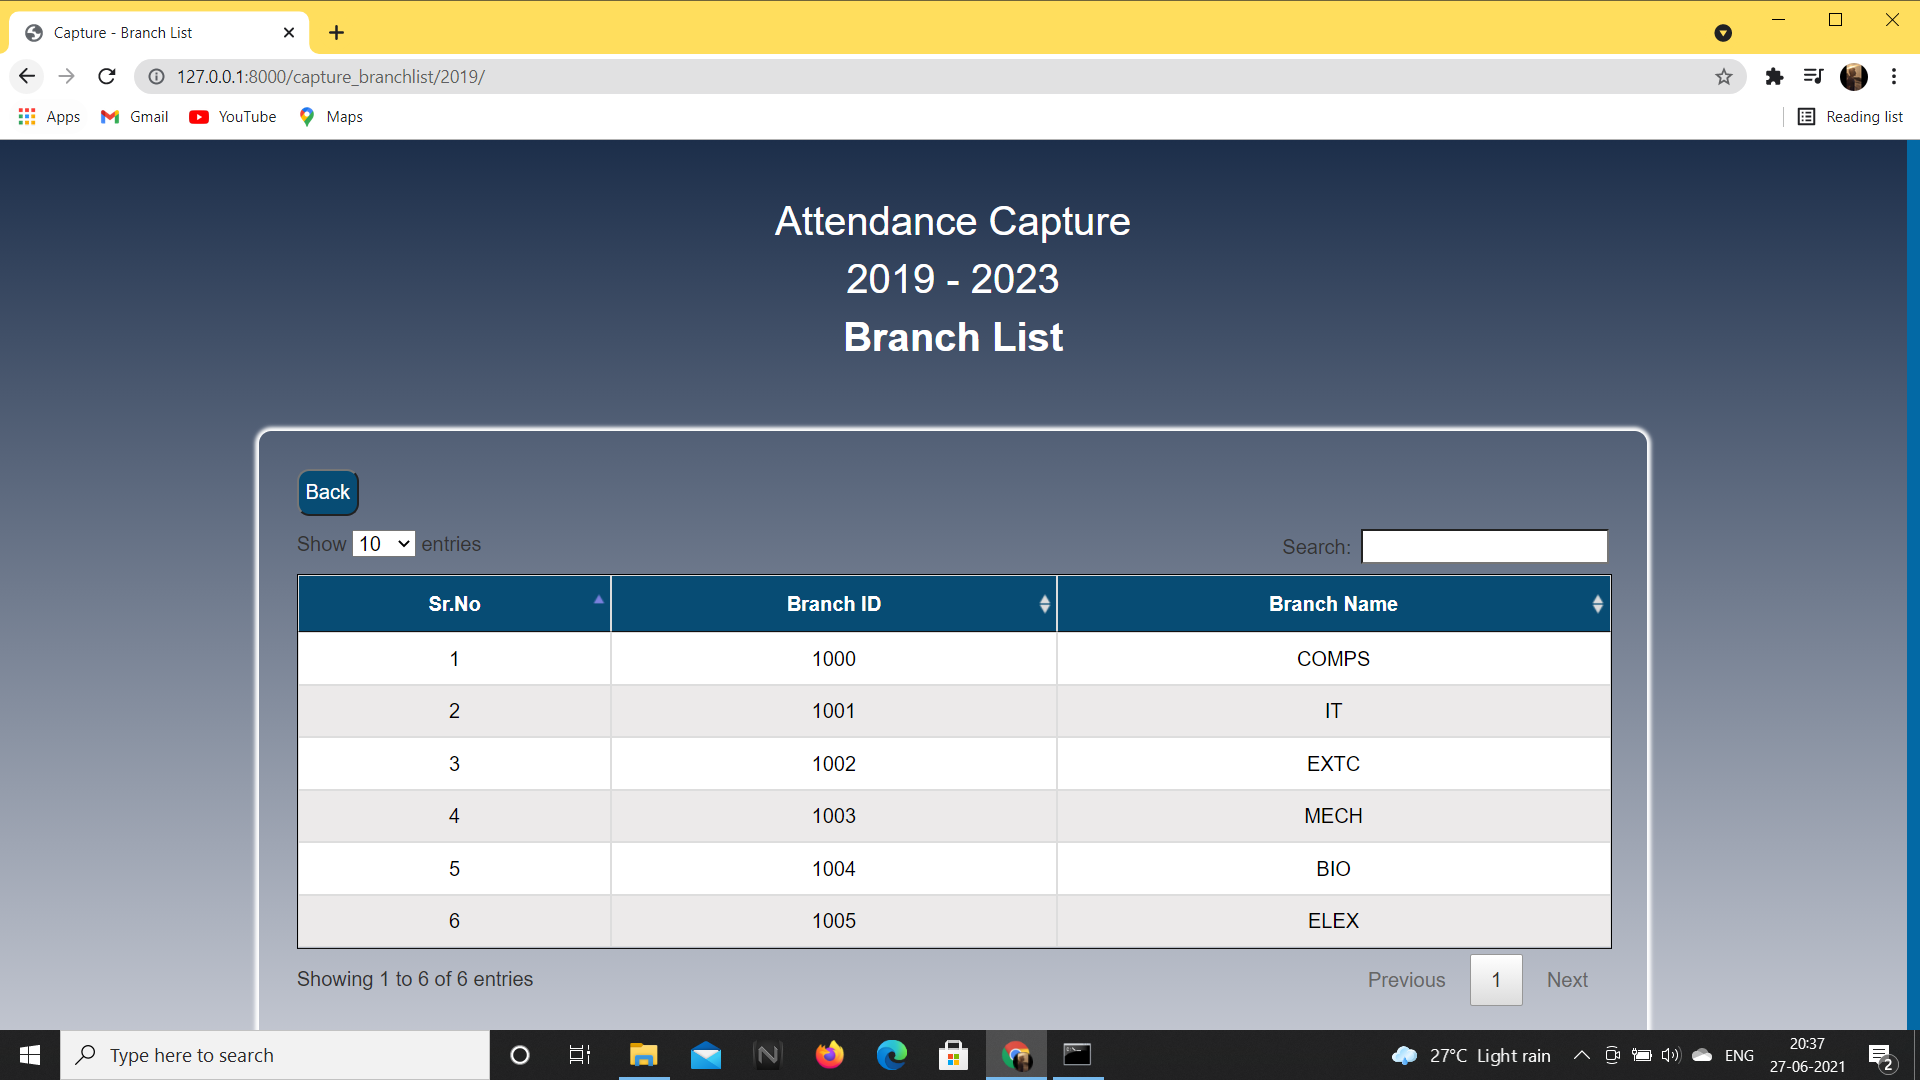 Capture - Branch List
127.0.0.1:8000/capture_branchlist/2019/
Apps Gmail YouTube Maps Reading list
Attendance Capture
2019 - 2023
Branch List
Back
Show 10 entries Search:
Sr.No Branch ID Branch Name
1 1000 COMPS
2 1001 IT
3 1002 EXTC
4 1003 MECH
5 1004 BIO
6 1005 ELEX
Showing 1 to 6 of 6 entries Previous 1 Next
Type here to search 27°C Light rain ENG 20:37
27-06-2021 2